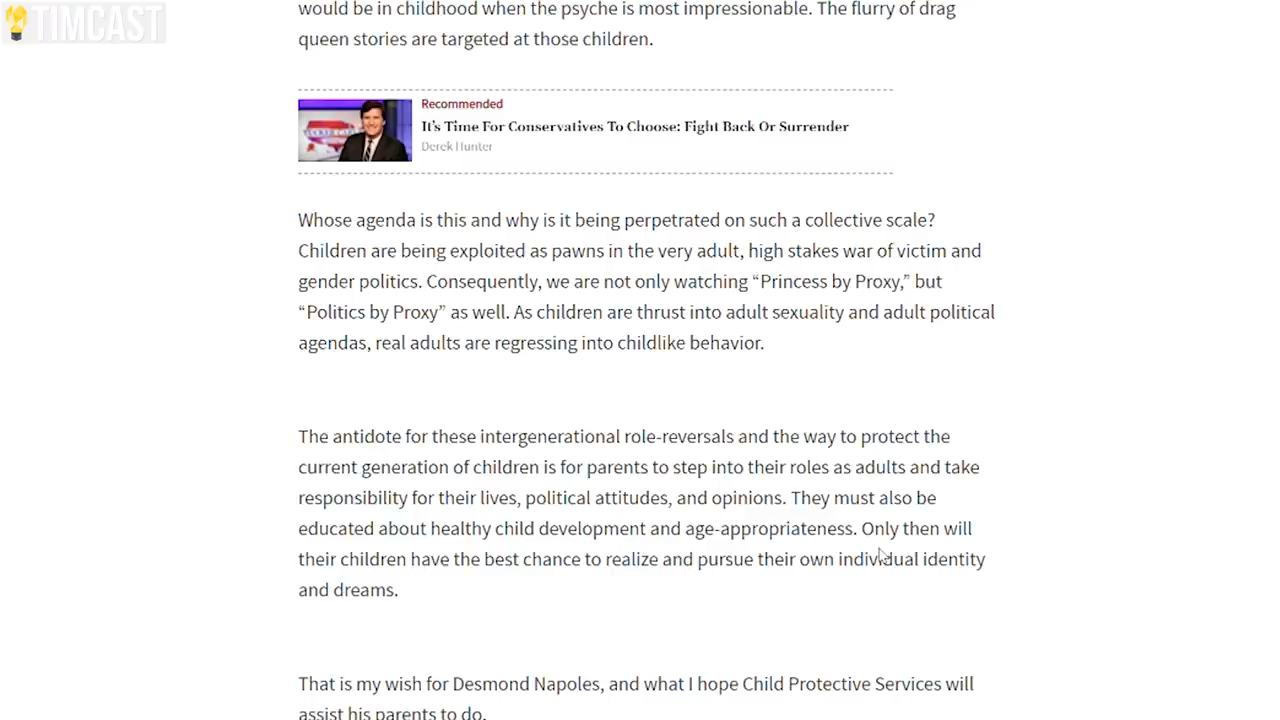 TIMCAST
would be in childhood when the psyche is most impressionable. The flurry of drag
queen stories are targeted at those children.
Recommended
It's Time For Conservatives To Choose: Fight Back Or Surrender
Derek Hunter
Whose agenda is this and why is it being perpetrated on such a collective scale?
Children are being exploited as pawns in the very adult, high stakes war of victim and
gender politics. Consequently, we are not only watching “Princess by Proxy,” but
“Politics by Proxy” as well. As children are thrust into adult sexuality and adult political
agendas, real adults are regressing into childlike behavior.
The antidote for these intergenerational role-reversals and the way to protect the
current generation of children is for parents to step into their roles as adults and take
responsibility for their lives, political attitudes, and opinions. They must also be
educated about healthy child development and age-appropriateness. Only then will
their children have the best chance to realize and pursue their own individual identity
and dreams.
That is my wish for Desmond Napoles, and what I hope Child Protective Services will
assist his parents to do.